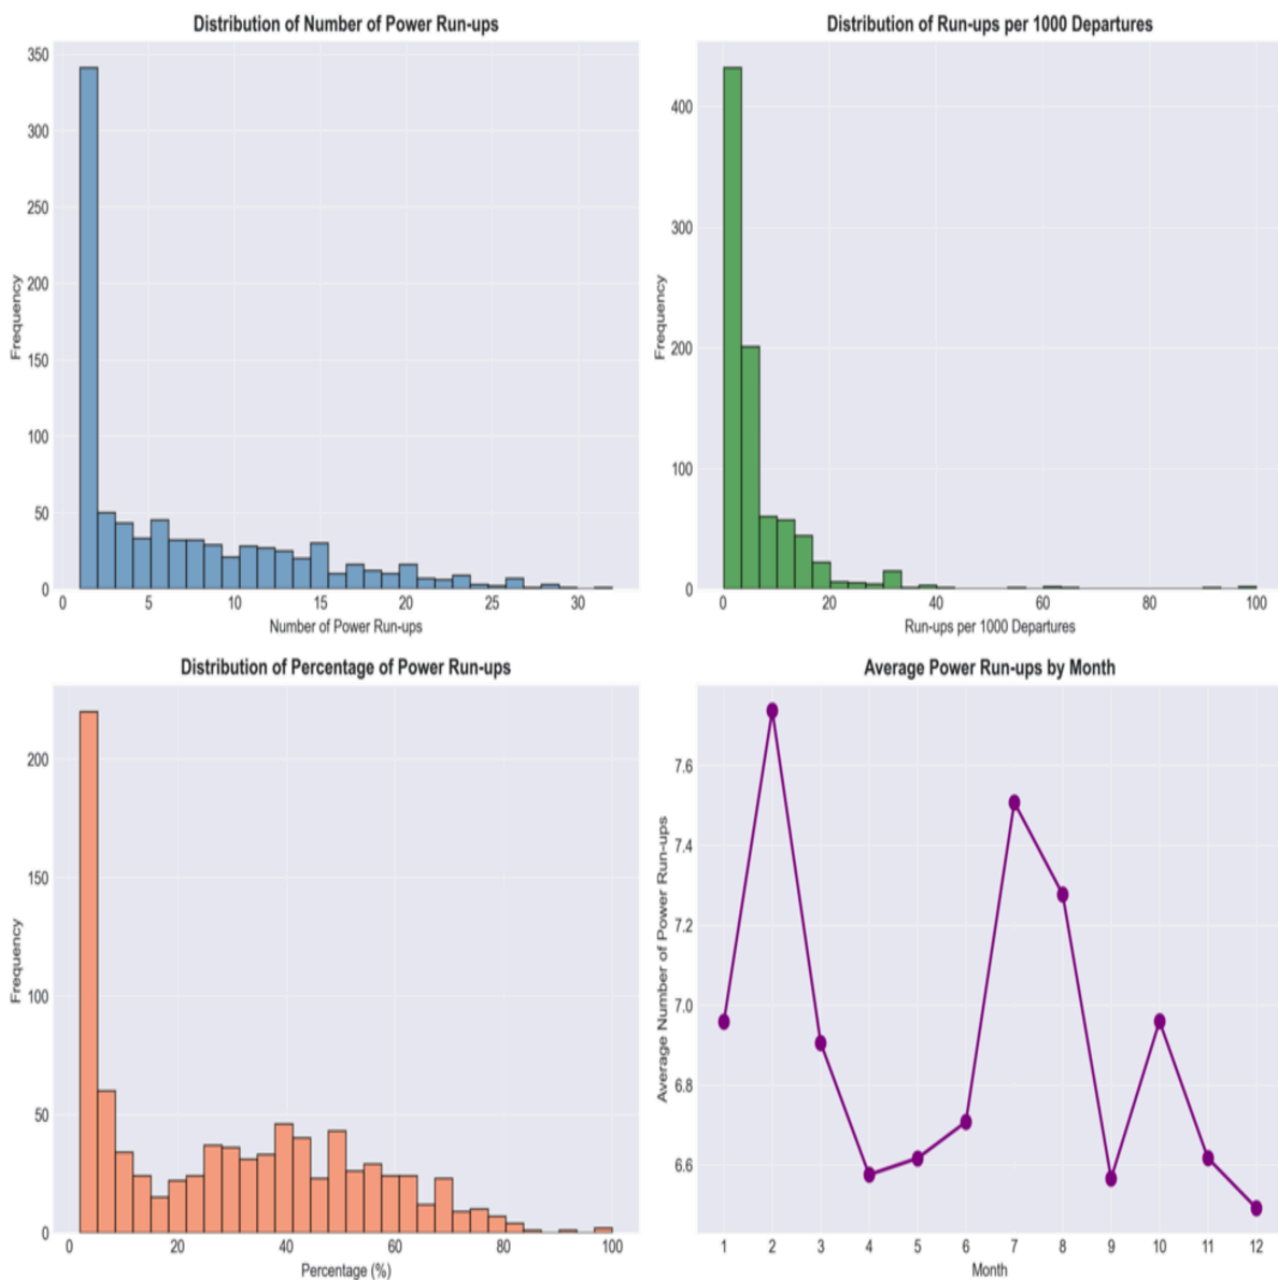 Distribution of Number of Power Run-ups
350
300
250
200
150
100
50
0
Frequency
0 5 10 15 20 25 30
Number of Power Run-ups
Distribution of Run-ups per 1000 Departures
400
300
200
100
0
Frequency
0 20 40 60 80 100
Run-ups per 1000 Departures
Distribution of Percentage of Power Run-ups
200
150
100
50
0
Frequency
0 20 40 60 80 100
Percentage (%)
Average Power Run-ups by Month
7.6
7.4
7.2
7.0
6.8
6.6
Average Number of Power Run-ups
1 2 3 4 5 6 7 8 9 10 11 12
Month